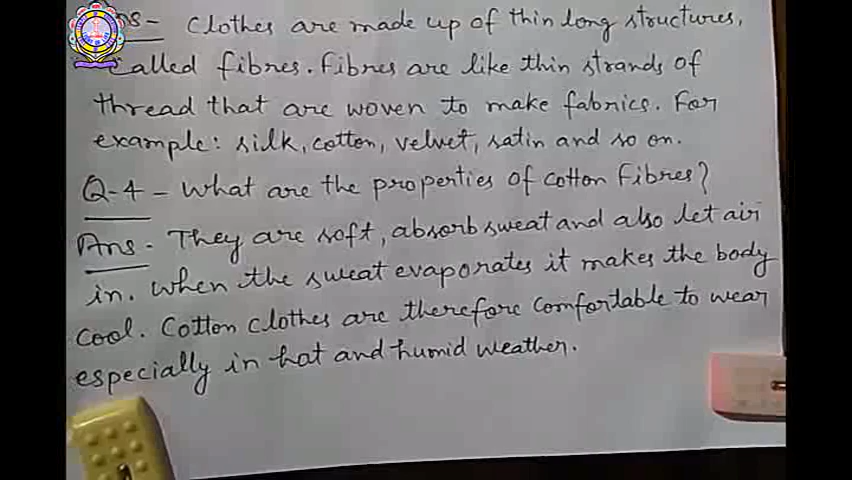 Ans- Clothes are made up of thin long structures,
called fibres. Fibres are like thin strands of
thread that are woven to make fabrics. For
example: silk, cotton, velvet, satin and so on.
Q-4 - What are the properties of cotton fibres?
Ans- They are soft, absorb sweat and also let air
in. When the sweat evaporates it makes the body
cool. Cotton clothes are therefore comfortable to wear
especially in hot and humid weather.